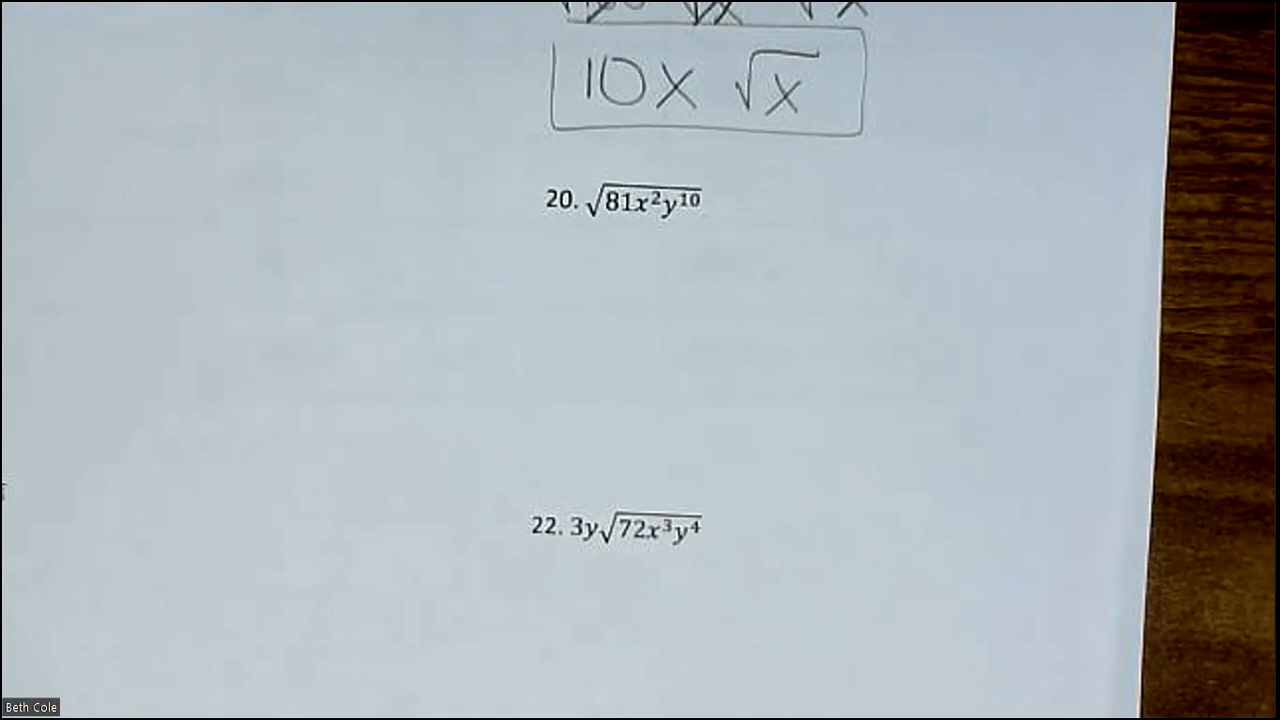 10x √x
20. √81x²y¹⁰
22. 3y√72x³y⁴
Beth Cole